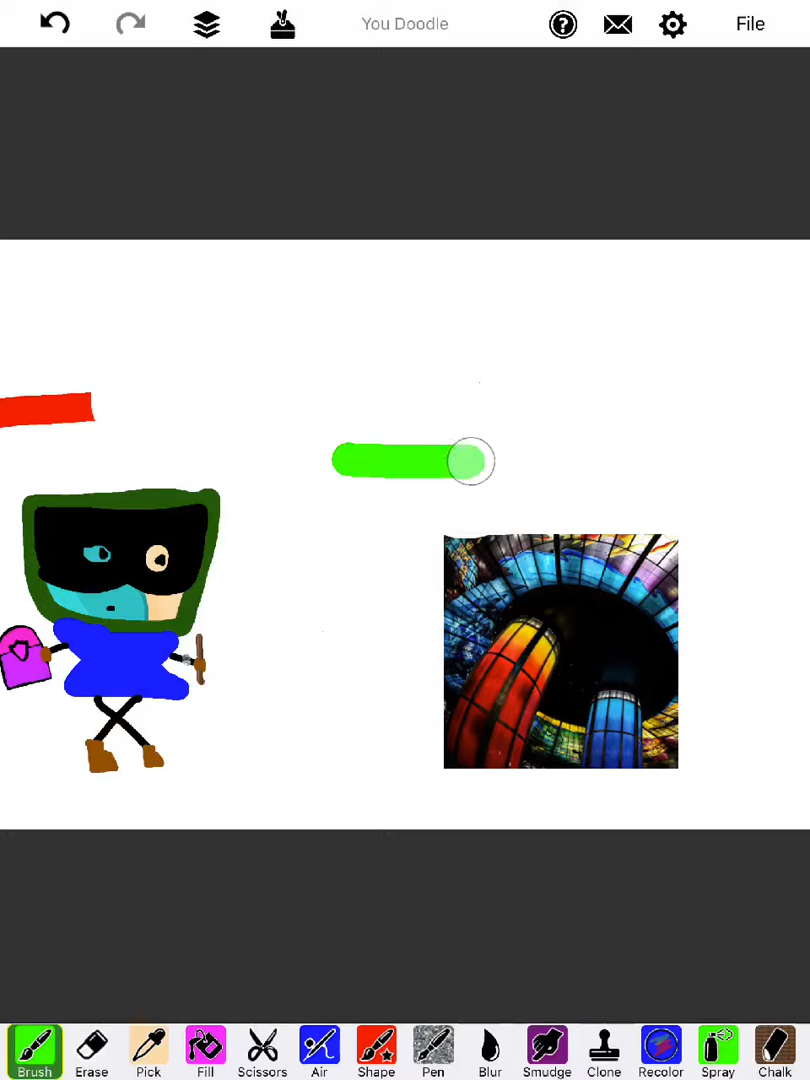 You Doodle
File
Brush
Erase
Pick
Fill
Scissors
Air
Shape
Pen
Blur
Smudge
Clone
Recolor
Spray
Chalk